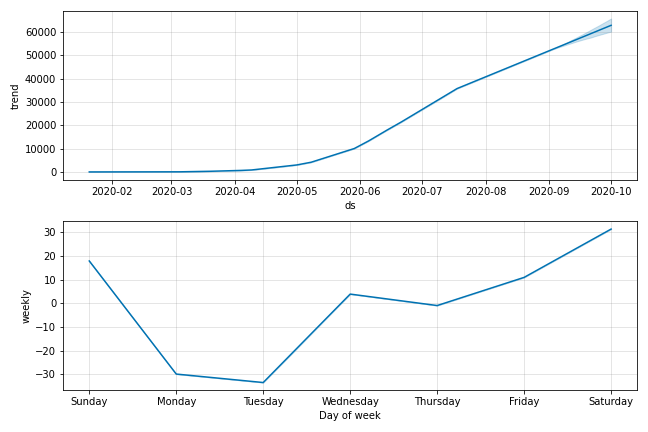 60000
50000
40000
30000
20000
10000
0
trend
2020-02 2020-03 2020-04 2020-05 2020-06 2020-07 2020-08 2020-09 2020-10
ds
30
20
10
0
−10
−20
−30
weekly
Sunday Monday Tuesday Wednesday Thursday Friday Saturday
Day of week